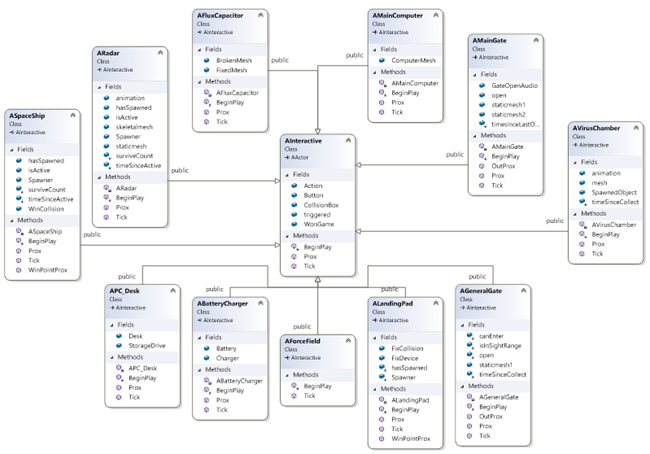 AFluxCapacitor
Class
AInteractive
Fields
BrokenMesh
FixedMesh
Methods
AFluxCapacitor
BeginPlay
Prox
Tick
public
AMainComputer
Class
AInteractive
Fields
ComputerMesh
Methods
AMainComputer
BeginPlay
Prox
Tick
public
AMainGate
Class
AInteractive
Fields
GateOpenAudio
open
staticmesh1
staticmesh2
timesinceLastO...
Methods
AMainGate
BeginPlay
OutProx
Prox
Tick
public
ARadar
Class
AInteractive
Fields
animation
hasSpawned
isActive
skeletalmesh
Spawner
staticmesh
surviveCount
timeSinceActive
Methods
ARadar
BeginPlay
Prox
Tick
public
ASpaceShip
Class
AInteractive
Fields
hasSpawned
isActive
Spawner
surviveCount
timeSinceActive
WinCollision
Methods
ASpaceShip
BeginPlay
Prox
Tick
WinPointProx
public
AInteractive
Class
AActor
Fields
Action
Button
CollisionBox
triggered
WonGame
Methods
BeginPlay
Prox
Tick
AVirusChamber
Class
AInteractive
Fields
animation
mesh
SpawnedObject
timeSinceCollect
Methods
AVirusChamber
BeginPlay
Prox
Tick
public
public
APC_Desk
Class
AInteractive
Fields
Desk
StorageDrive
Methods
APC_Desk
BeginPlay
Prox
Tick
public
ABatteryCharger
Class
AInteractive
Fields
Battery
Charger
Methods
ABatteryCharger
BeginPlay
Prox
Tick
public
AForceField
Class
AInteractive
Methods
BeginPlay
Tick
public
ALandingPad
Class
AInteractive
Fields
FixCollision
FixDevice
hasSpawned
Spawner
Methods
ALandingPad
BeginPlay
Prox
Tick
WinPointProx
public
AGeneralGate
Class
AInteractive
Fields
canEnter
isInSightRange
open
staticmesh1
timeSinceCollect
Methods
AGeneralGate
BeginPlay
OutProx
Prox
Tick